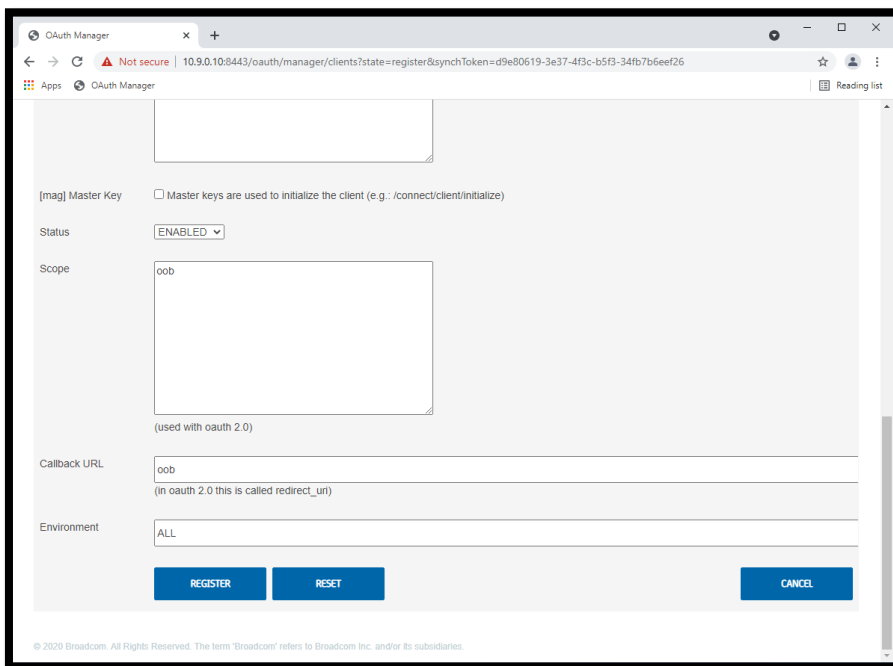 OAuth Manager
Not secure | 10.9.0.10:8443/oauth/manager/clients?state=register&synchToken=d9e80619-3e37-4f3c-b5f3-34fb7b6eef26
Apps OAuth Manager Reading list
[mag] Master Key Master keys are used to initialize the client (e.g.: /connect/client/initialize)
Status ENABLED
Scope oob
(used with oauth 2.0)
Callback URL oob
(in oauth 2.0 this is called redirect_uri)
Environment ALL
REGISTER RESET CANCEL
© 2020 Broadcom. All Rights Reserved. The term 'Broadcom' refers to Broadcom Inc. and/or its subsidiaries.